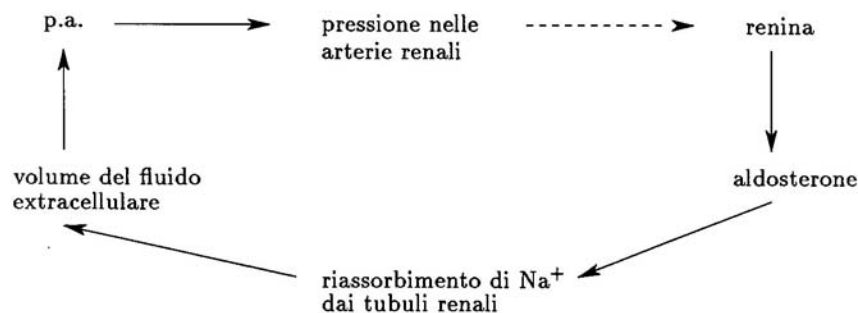 p.a.
pressione nelle
arterie renali
renina
aldosterone
riassorbimento di Na⁺
dai tubuli renali
volume del fluido
extracellulare